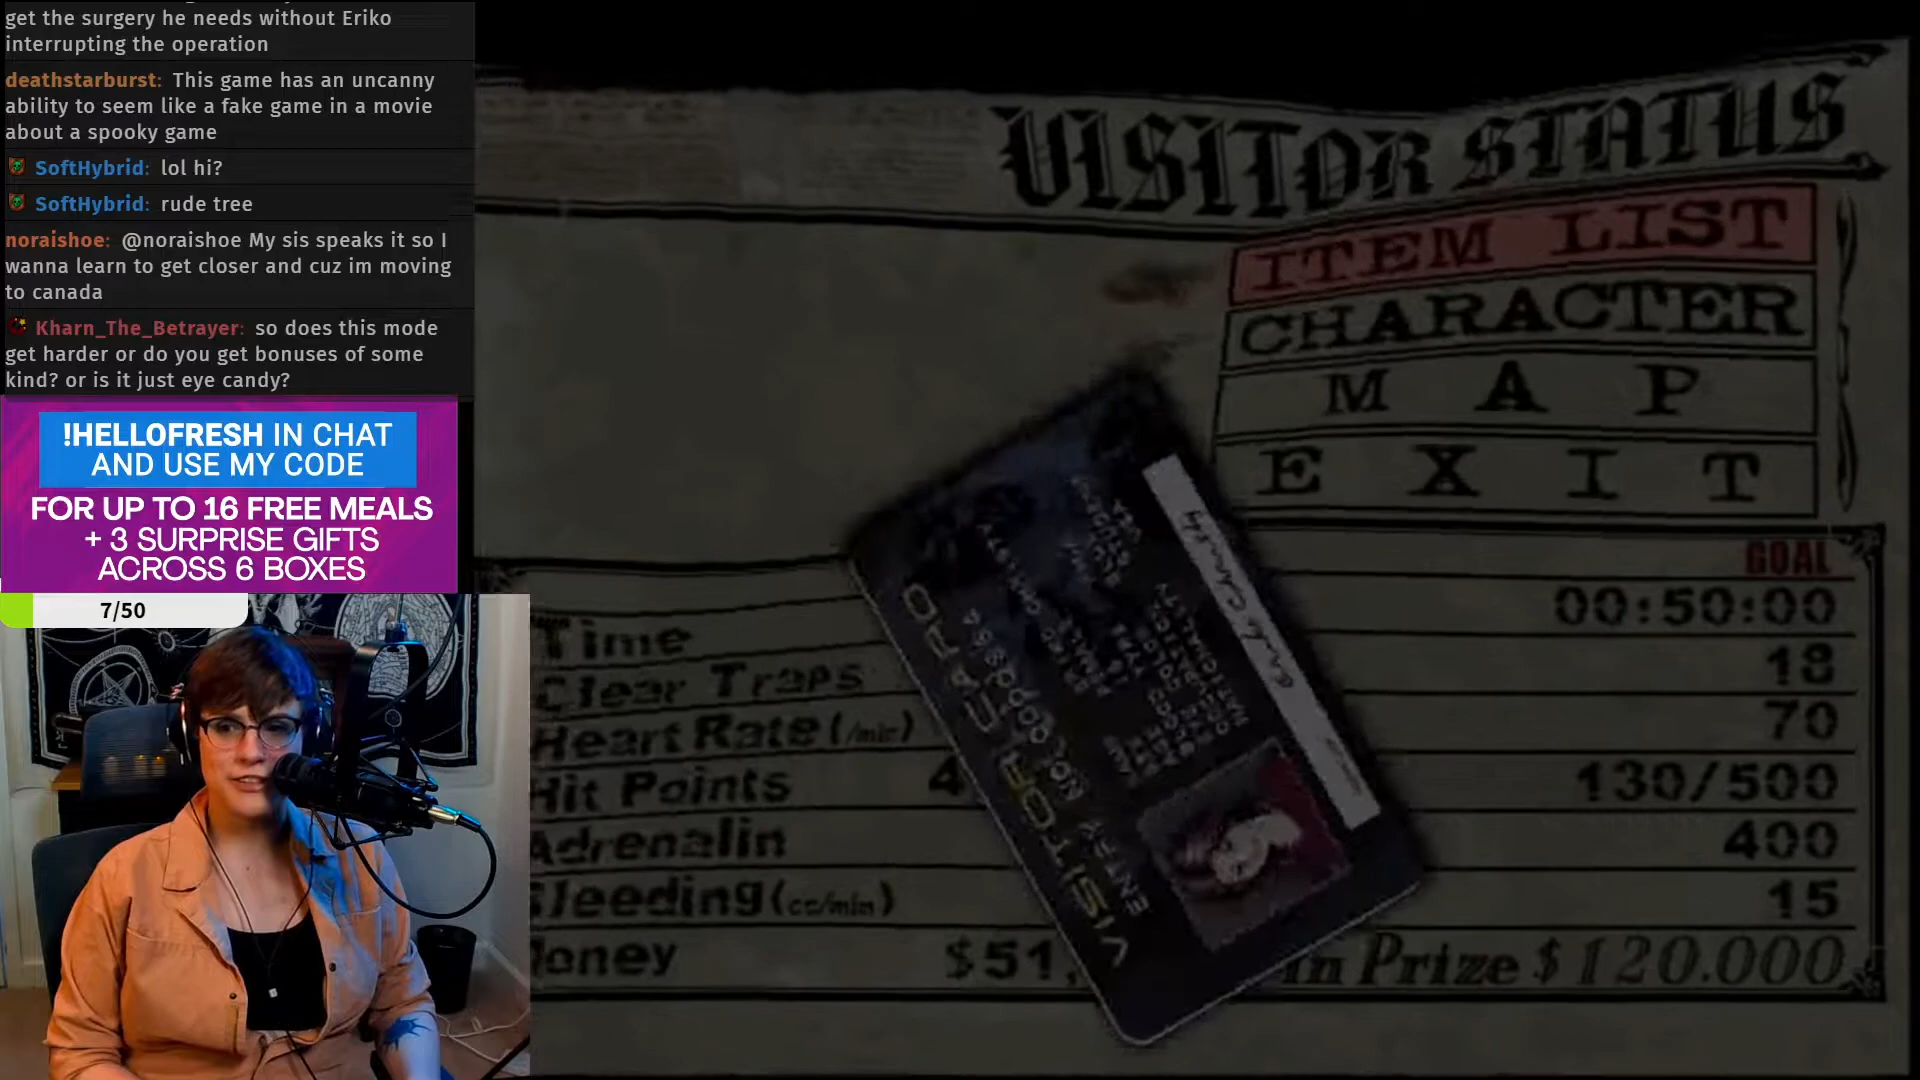 get the surgery he needs without Eriko
interrupting the operation
deathstarburst: This game has an uncanny
ability to seem like a fake game in a movie
about a spooky game
SoftHybrid: lol hi?
SoftHybrid: rude tree
noraishoe: @noraishoe My sis speaks it so I
wanna learn to get closer and cuz im moving
to canada
Kharn_The_Betrayer: so does this mode
get harder or do you get bonuses of some
kind? or is it just eye candy?
!HELLOFRESH IN CHAT
AND USE MY CODE
FOR UP TO 16 FREE MEALS
+ 3 SURPRISE GIFTS
ACROSS 6 BOXES
7/50
VISITOR STATUS
ITEM LIST
CHARACTER
MAP
EXIT
GOAL
Time 00:50:00
Clear Traps 18
Heart Rate (/min) 70
Hit Points 4 130/500
Adrenalin 400
Bleeding (cc/min) 15
oney $51, in Prize $120.000
VISITOR CARD